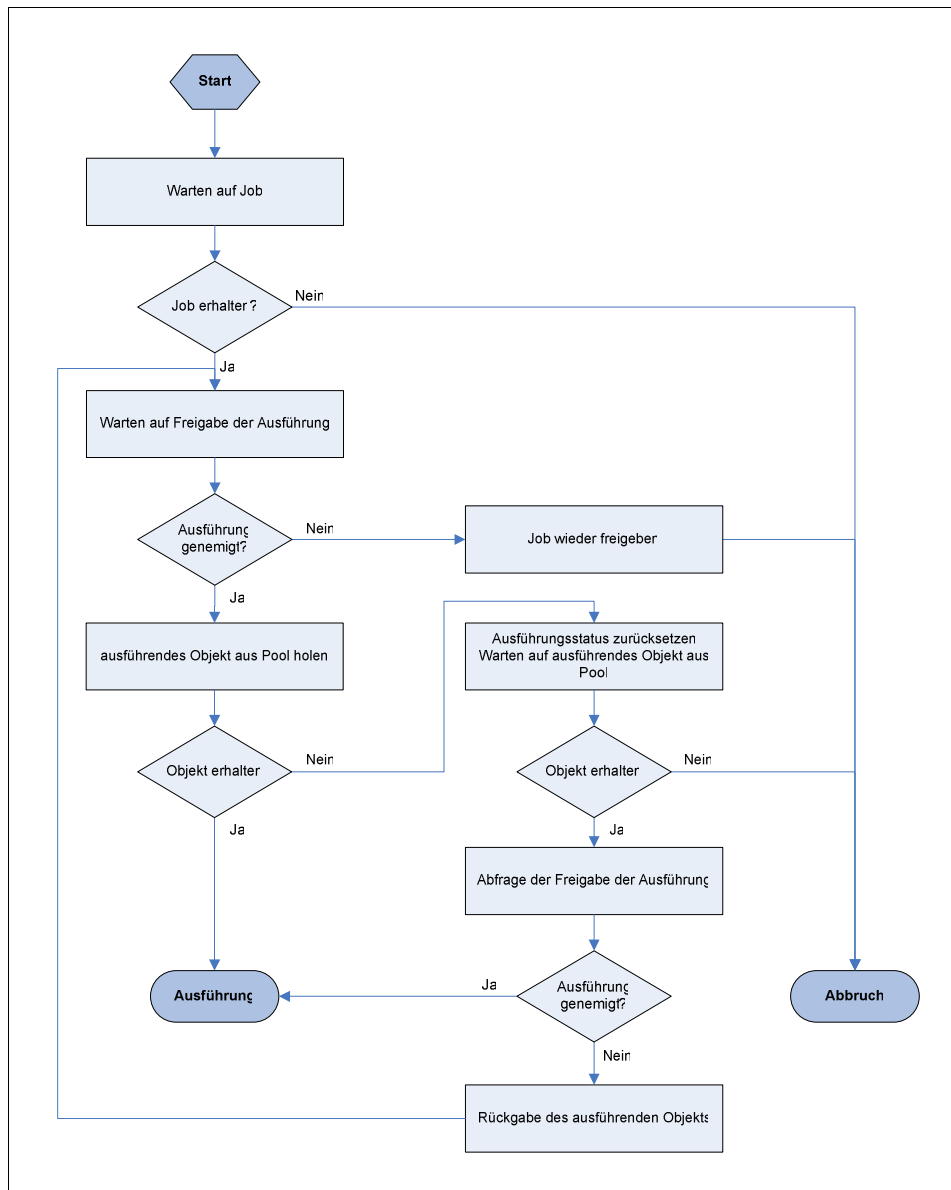 Start
Warten auf Job
Job erhalter ?
Nein
Ja
Warten auf Freigabe der Ausführung
Ausführung
genemigt?
Nein
Job wieder freigeber
Ja
ausführendes Objekt aus Pool holen
Ausführungsstatus zurücksetzen
Warten auf ausführendes Objekt aus
Pool
Objekt erhalter
Nein
Objekt erhalter
Nein
Ja
Ja
Abfrage der Freigabe der Ausführung
Ausführung
Ja
Ausführung
genemigt?
Abbruch
Nein
Rückgabe des ausführenden Objekts